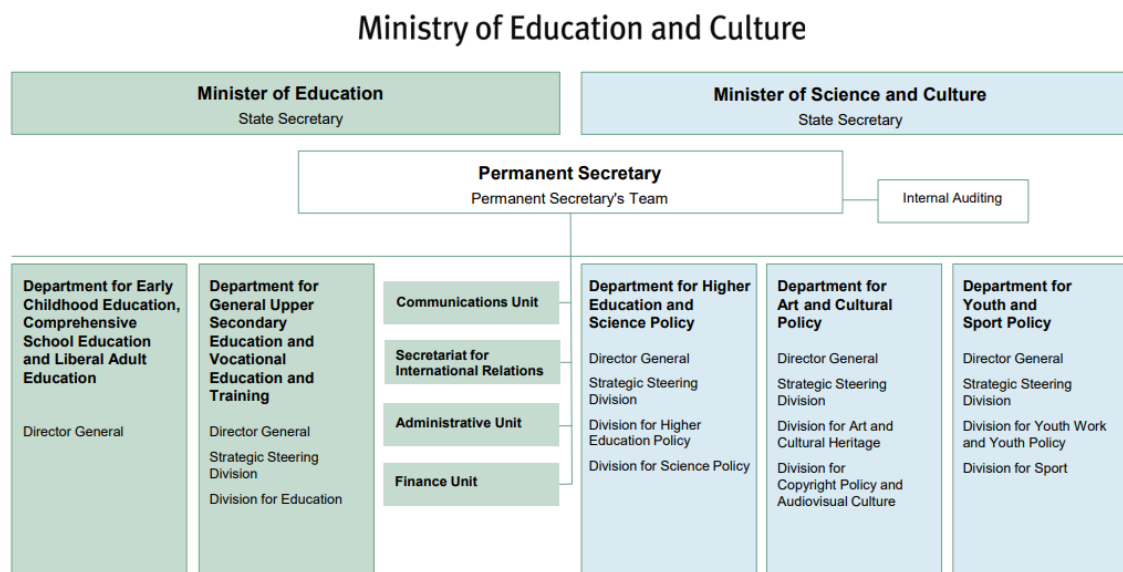 Ministry of Education and Culture
Minister of Education
State Secretary
Minister of Science and Culture
State Secretary
Permanent Secretary
Permanent Secretary's Team
Internal Auditing
Department for Early
Childhood Education,
Comprehensive
School Education
and Liberal Adult
Education
Director General
Department for
General Upper
Secondary
Education and
Vocational
Education and
Training
Director General
Strategic Steering
Division
Division for Education
Communications Unit
Secretariat for
International Relations
Administrative Unit
Finance Unit
Department for Higher
Education and
Science Policy
Director General
Strategic Steering
Division
Division for Higher
Education Policy
Division for Science Policy
Department for
Art and Cultural
Policy
Director General
Strategic Steering
Division
Division for Art and
Cultural Heritage
Division for
Copyright Policy and
Audiovisual Culture
Department for
Youth and
Sport Policy
Director General
Strategic Steering
Division
Division for Youth Work
and Youth Policy
Division for Sport